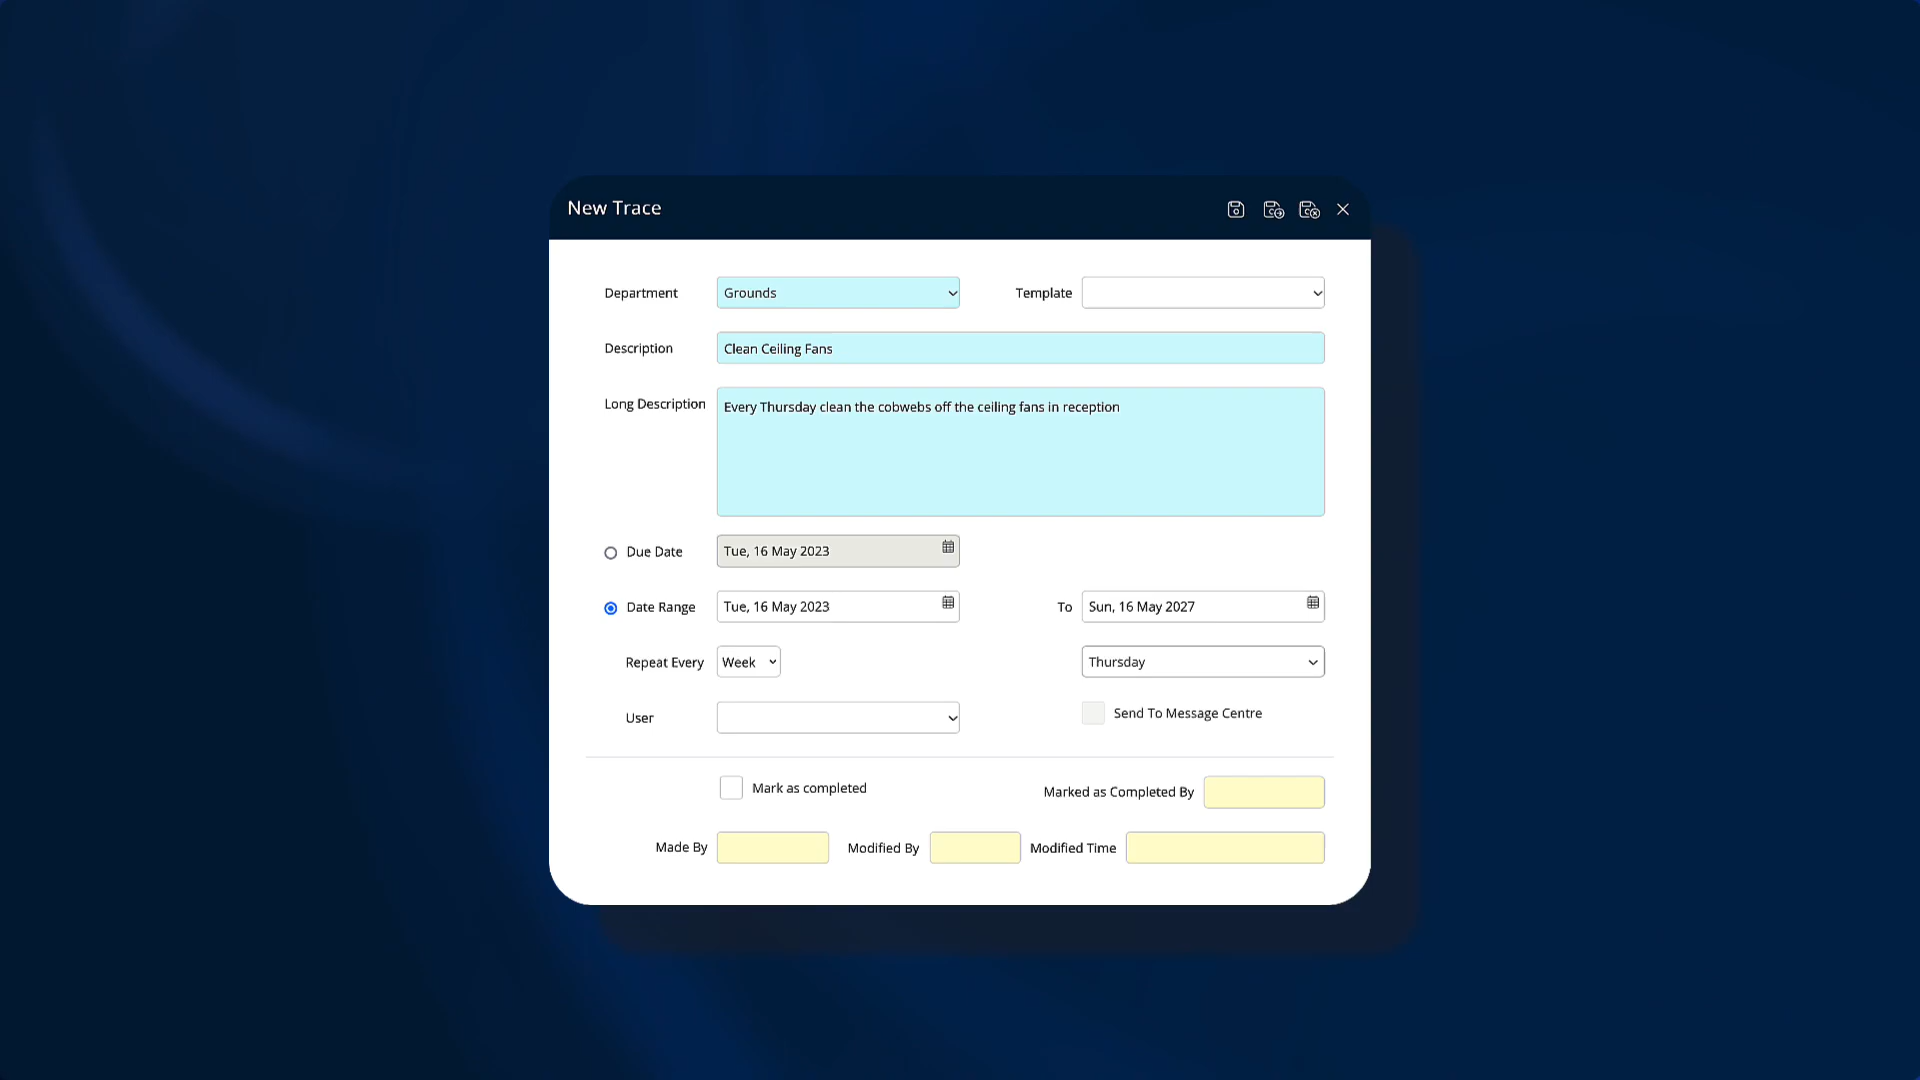 New Trace
Department Grounds Template
Description Clean Ceiling Fans
Long Description Every Thursday clean the cobwebs off the ceiling fans in reception
Due Date Tue, 16 May 2023
Date Range Tue, 16 May 2023 To Sun, 16 May 2027
Repeat Every Week Thursday
User Send To Message Centre
Mark as completed Marked as Completed By
Made By Modified By Modified Time